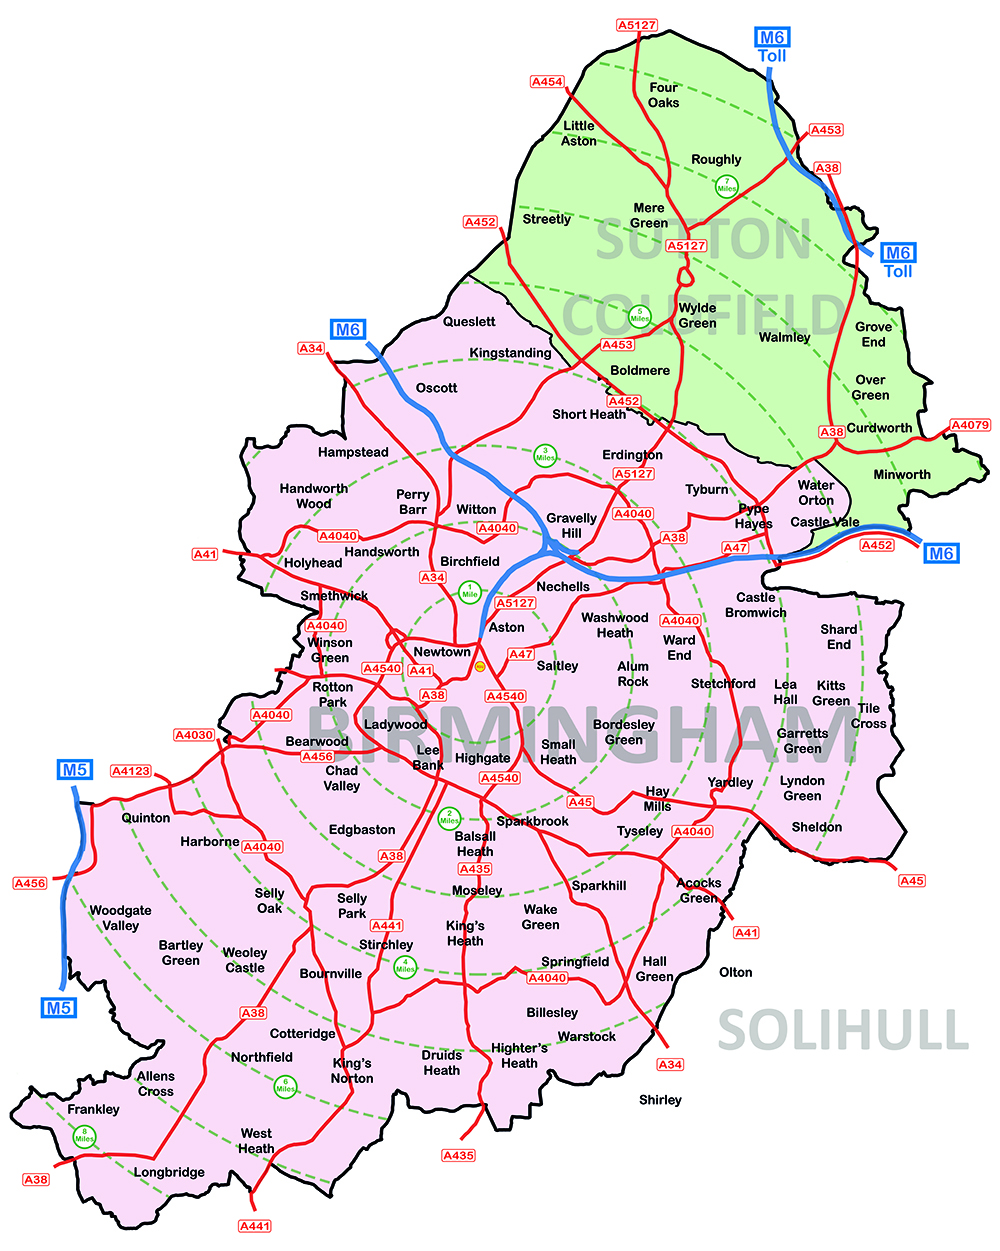 A5127
M6
Toll
A454
Four
Oaks
Little
Aston
A453
Roughly
A38
7
Miles
Streetly
Mere
Green
A452
SUTTON
A5127
M6
Toll
COLDFIELD
5
Miles
Wylde
Green
Queslett
M6
A34
Kingstanding
A453
Walmley
Grove
End
Oscott
Boldmere
Over
Green
A452
Short Heath
A38
Curdworth
A4079
Hampstead
3
Miles
Erdington
A5127
Minworth
Handworth
Wood
Perry
Barr
Witton
Tyburn
Water
Orton
Gravelly
Hill
A4040
Pype
Hayes
Castle Vale
A4040
A4040
A38
A47
A452
M6
A41
Handsworth
Holyhead
Birchfield
A34
Smethwick
1
Mile
Nechells
A5127
Castle
Bromwich
A4040
Winson
Green
Aston
Washwood
Heath
A4040
Ward
End
Shard
End
Newtown
A47
A4540
A41
Saltley
Alum
Rock
Stetchford
Lea
Hall
Kitts
Green
Rotton
Park
A38
A4540
Tile
Cross
A4040
Ladywood
BIRMINGHAM
Bordesley
Green
Garretts
Green
A4030
Bearwood
A456
Lee
Bank
Highgate
Small
Heath
M5
A4123
Chad
Valley
A4540
Yardley
Lyndon
Green
Hay
Mills
A45
Quinton
2
Miles
Sparkbrook
Edgbaston
Harborne
A4040
Balsall
Heath
Tyseley
A4040
Sheldon
A38
A456
A435
A45
Selly
Oak
Selly
Park
Moseley
Sparkhill
Acocks
Green
Woodgate
Valley
A441
King's
Heath
Wake
Green
A41
Bartley
Green
Weoley
Castle
Stirchley
4
Miles
Springfield
Hall
Green
Olton
Bournville
A4040
M5
A38
Billesley
SOLIHULL
Cotteridge
Warstock
Northfield
King's
Norton
Druids
Heath
Highter's
Heath
A34
Allens
Cross
6
Miles
Shirley
Frankley
8
Miles
West
Heath
A435
A38
Longbridge
A441